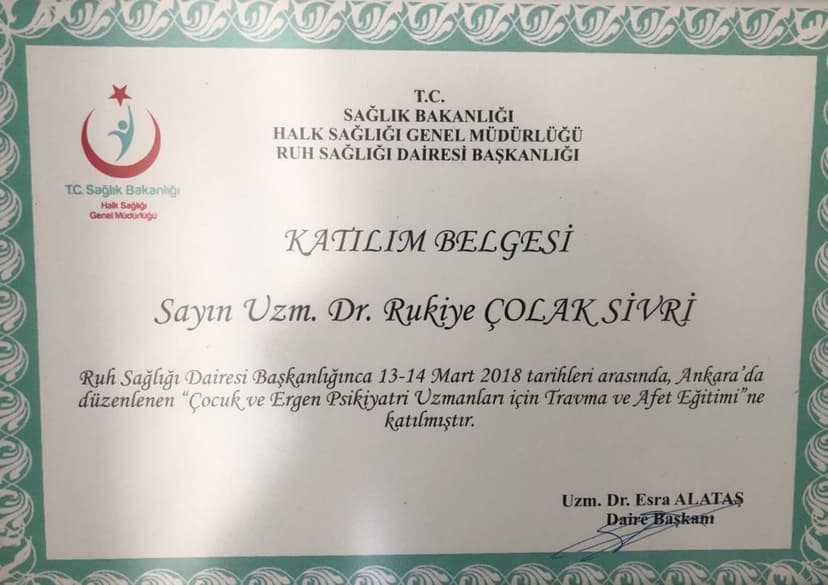 T.C.
SAĞLIK BAKANLIĞI
HALK SAĞLIĞI GENEL MÜDÜRLÜĞÜ
RUH SAĞLIĞI DAİRESİ BAŞKANLIĞI
T.C. Sağlık Bakanlığı
Halk Sağlığı
Genel Müdürlüğü
KATILIM BELGESİ
Sayın Uzm. Dr. Rukiye ÇOLAK SİVRİ
Ruh Sağlığı Dairesi Başkanlığınca 13-14 Mart 2018 tarihleri arasında, Ankara'da
düzenlenen “Çocuk ve Ergen Psikiyatri Uzmanları için Travma ve Afet Eğitimi”ne
katılmıştır.
Uzm. Dr. Esra ALATAŞ
Daire Başkanı